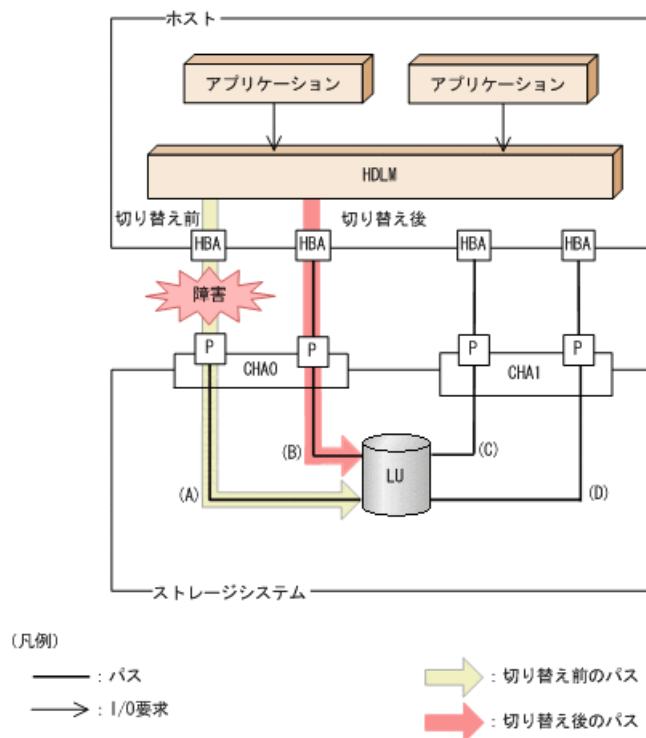 ホスト
アプリケーション
アプリケーション
HDLM
切り替え前
切り替え後
HBA
HBA
HBA
HBA
障害
P
P
P
P
CHA0
CHA1
(B)
(C)
LU
(A)
(D)
ストレージシステム
(凡例)
: パス
: 切り替え前のパス
: I/O要求
: 切り替え後のパス